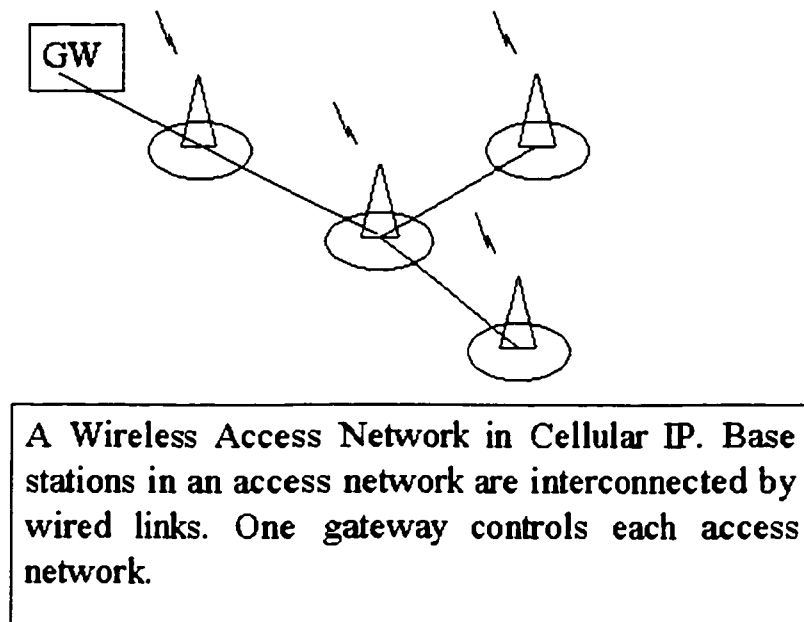 GW
A Wireless Access Network in Cellular IP. Base
stations in an access network are interconnected by
wired links. One gateway controls each access
network.